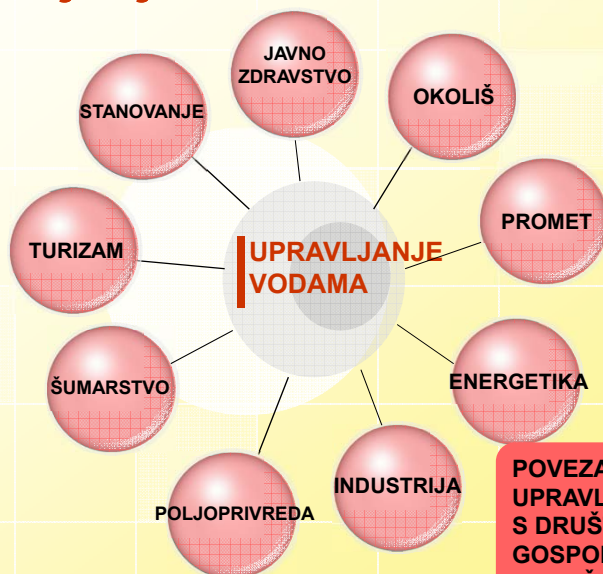 JAVNO
ZDRAVSTVO
OKOLIŠ
STANOVANJE
PROMET
TURIZAM
UPRAVLJANJE
VODAMA
ENERGETIKA
ŠUMARSTVO
INDUSTRIJA
POLJOPRIVREDA
POVEZA
UPRAVL
S DRUŠ
GOSPO